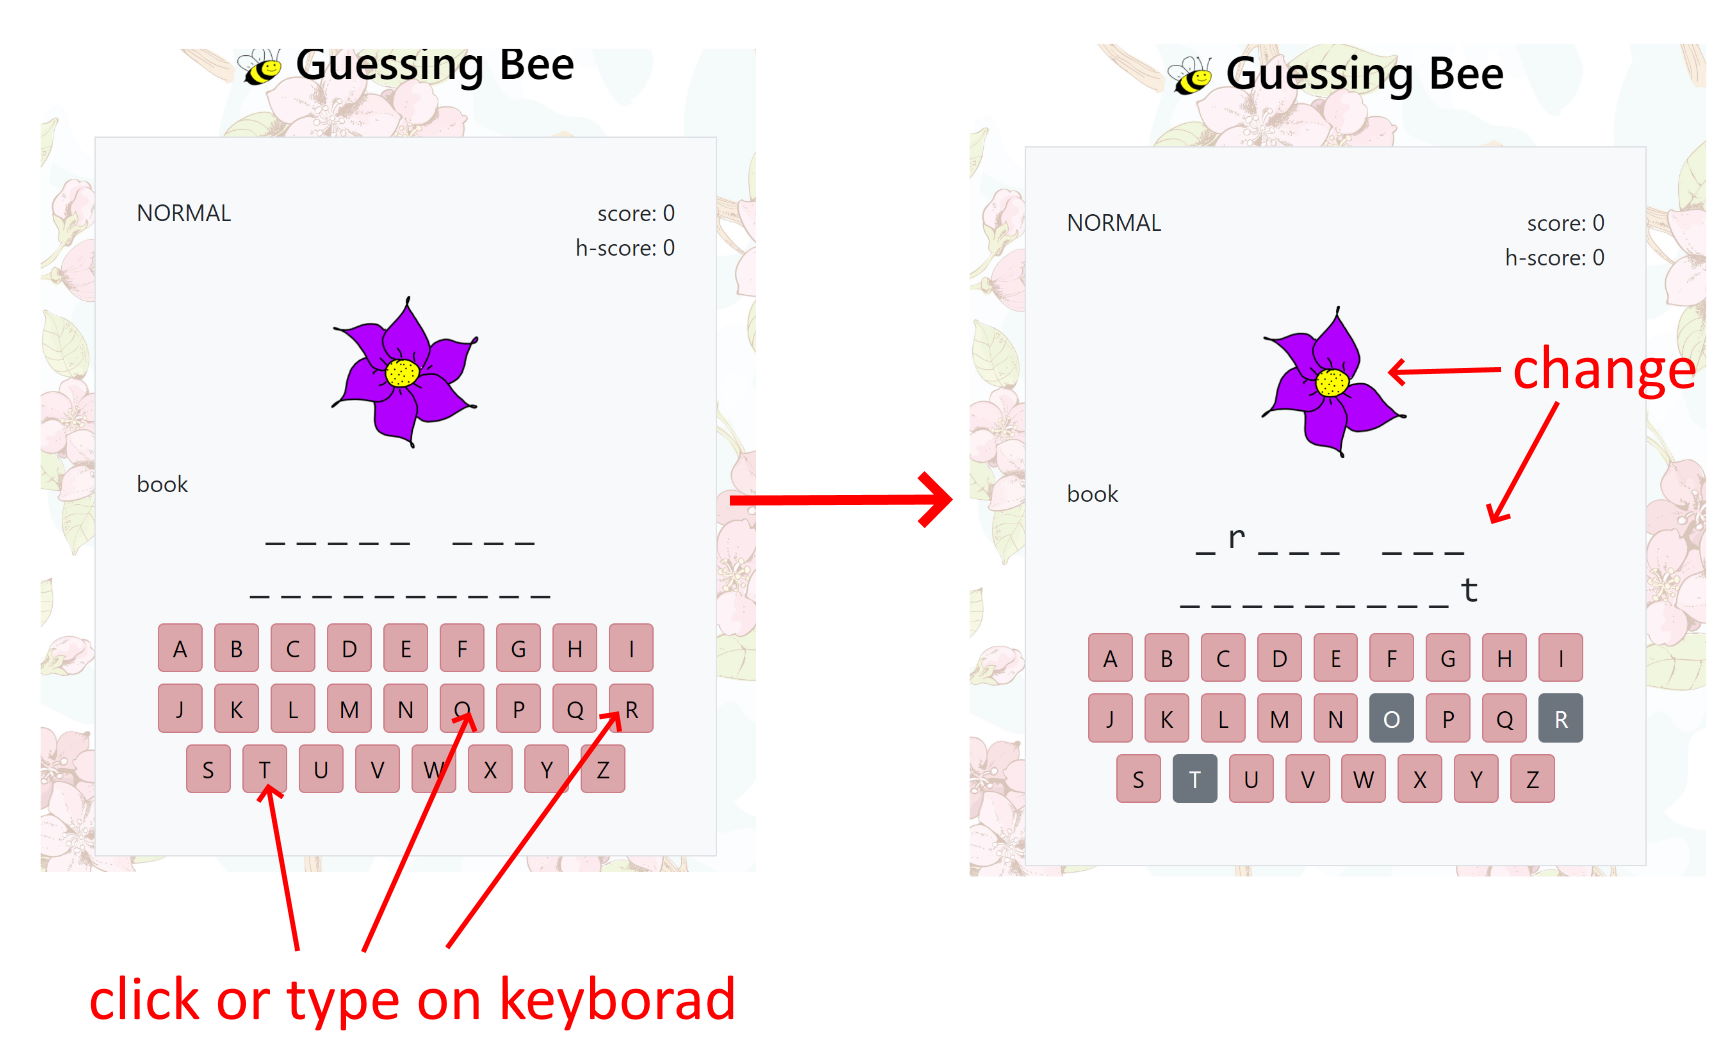 Guessing Bee
NORMAL
score: 0
h-score: 0
book
_ _ _ _ _ _ _ _
_ _ _ _ _ _ _ _ _ _
A B C D E F G H I
J K L M N O P Q R
S T U V W X Y Z
click or type on keyborad
Guessing Bee
NORMAL
score: 0
h-score: 0
change
book
_ r _ _ _ _ _ _
_ _ _ _ _ _ _ _ _ t
A B C D E F G H I
J K L M N O P Q R
S T U V W X Y Z